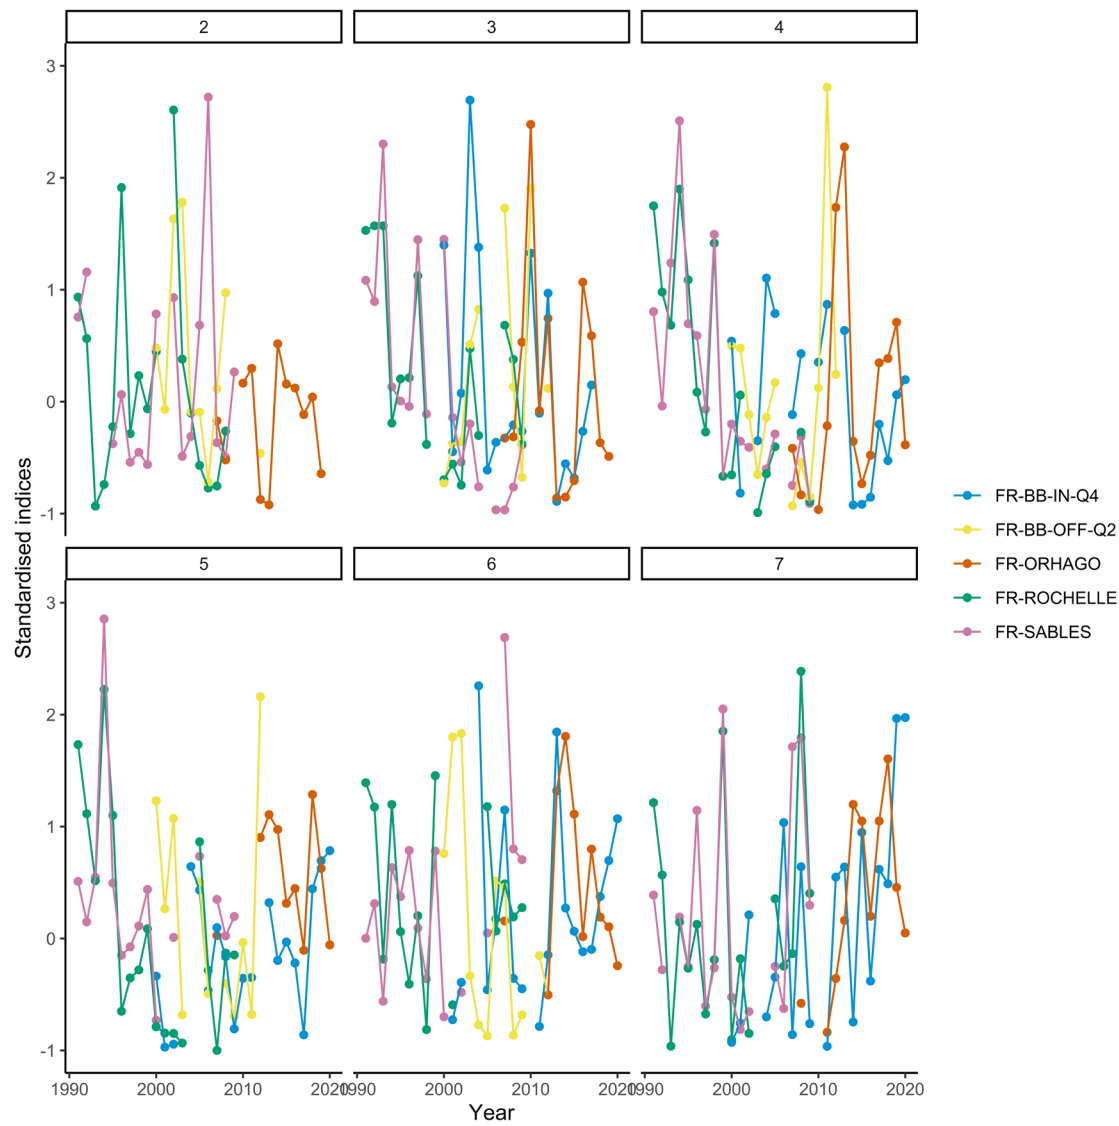 2 3 4
3
2
1
0
-1
Standardised indices
5 6 7
3
2
1
0
-1
1990 2000 2010 2020 1990 2000 2010 2020 1990 2000 2010 2020
Year
FR-BB-IN-Q4
FR-BB-OFF-Q2
FR-ORHAGO
FR-ROCHELLE
FR-SABLES